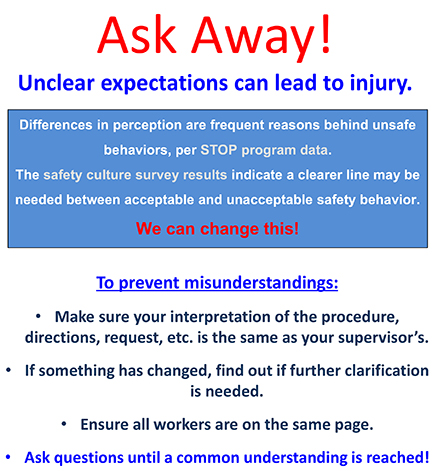 Ask Away!
Unclear expectations can lead to injury.
Differences in perception are frequent reasons behind unsafe
behaviors, per STOP program data.
The safety culture survey results indicate a clearer line may be
needed between acceptable and unacceptable safety behavior.
We can change this!
To prevent misunderstandings:
• Make sure your interpretation of the procedure,
directions, request, etc. is the same as your supervisor's.
• If something has changed, find out if further clarification
is needed.
• Ensure all workers are on the same page.
• Ask questions until a common understanding is reached!